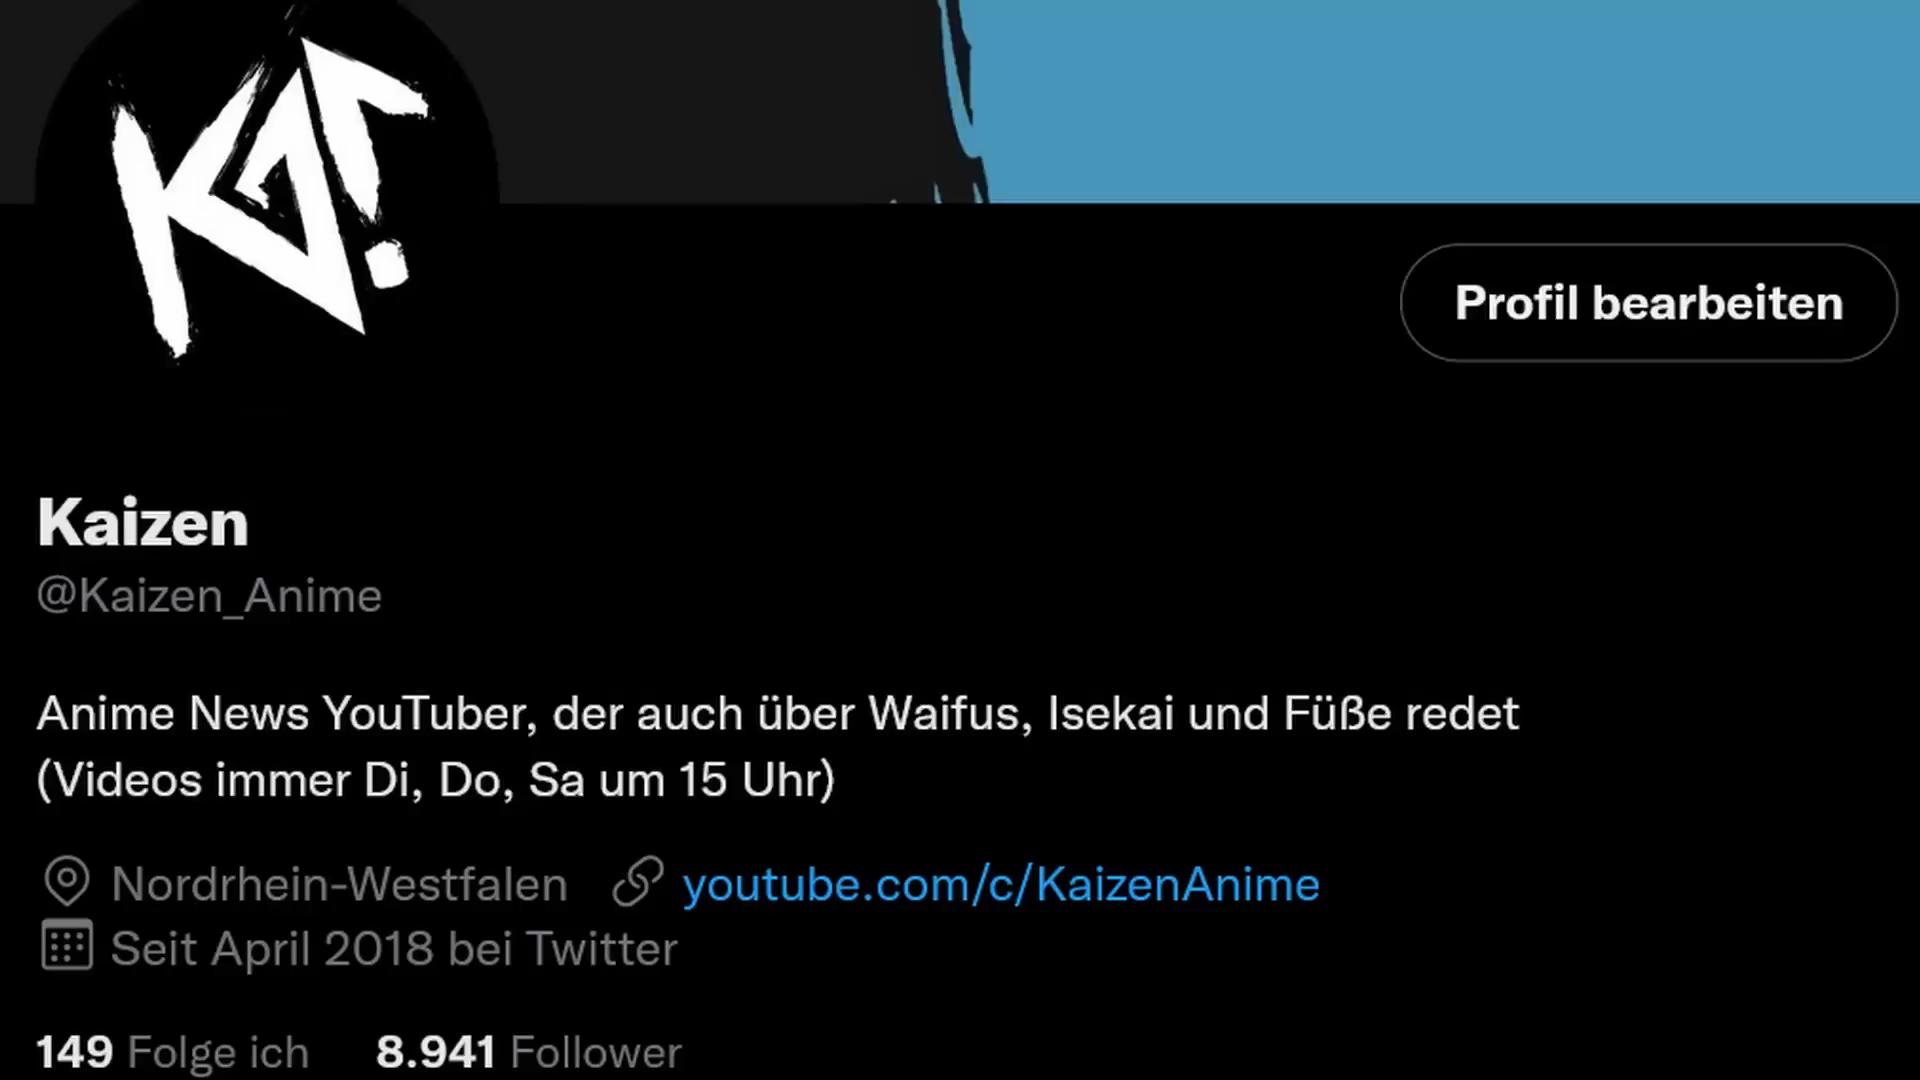 KAI
Profil bearbeiten
Kaizen
@Kaizen_Anime
Anime News YouTuber, der auch über Waifus, Isekai und Füße redet
(Videos immer Di, Do, Sa um 15 Uhr)
Nordrhein-Westfalen youtube.com/c/KaizenAnime
Seit April 2018 bei Twitter
149 Folge ich 8.941 Follower